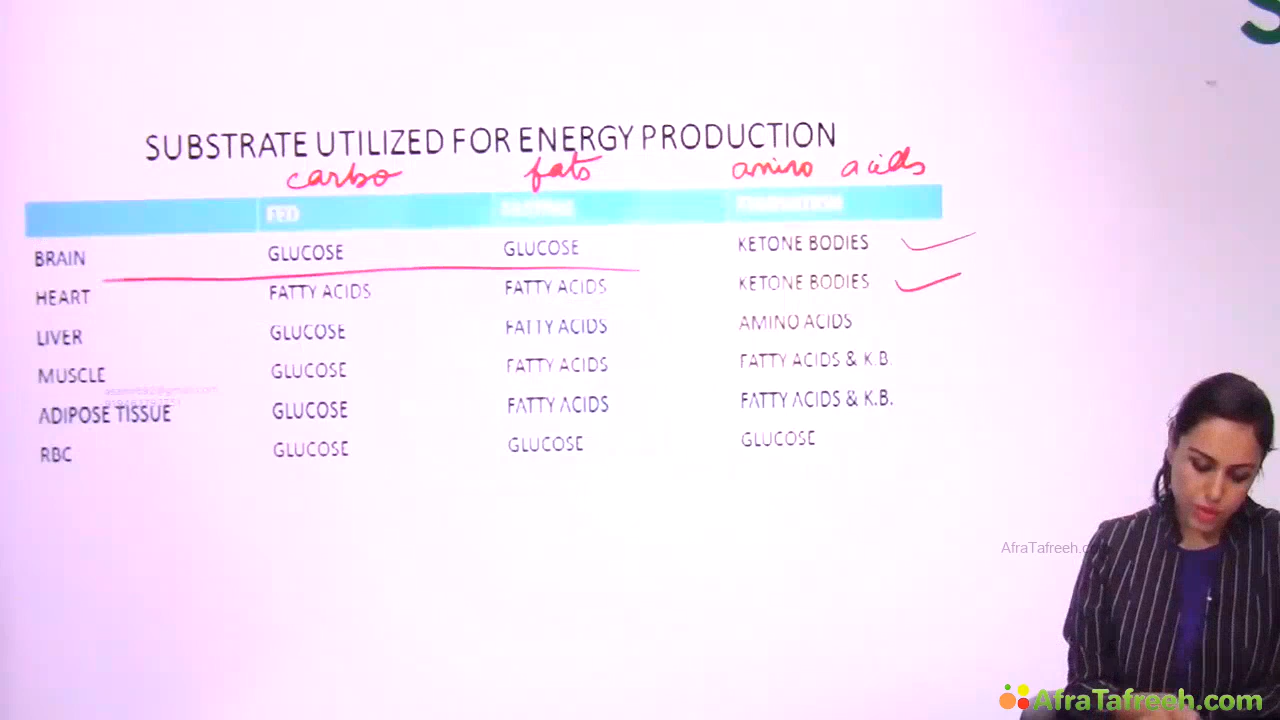 SUBSTRATE UTILIZED FOR ENERGY PRODUCTION
carbo fats amino acids
FED FASTING STARVATION
BRAIN GLUCOSE GLUCOSE KETONE BODIES
HEART FATTY ACIDS FATTY ACIDS KETONE BODIES
LIVER GLUCOSE FATTY ACIDS AMINO ACIDS
MUSCLE GLUCOSE FATTY ACIDS FATTY ACIDS & K.B.
ADIPOSE TISSUE GLUCOSE FATTY ACIDS FATTY ACIDS & K.B.
RBC GLUCOSE GLUCOSE GLUCOSE
AfraTafreeh.com
AfraTafreeh.com